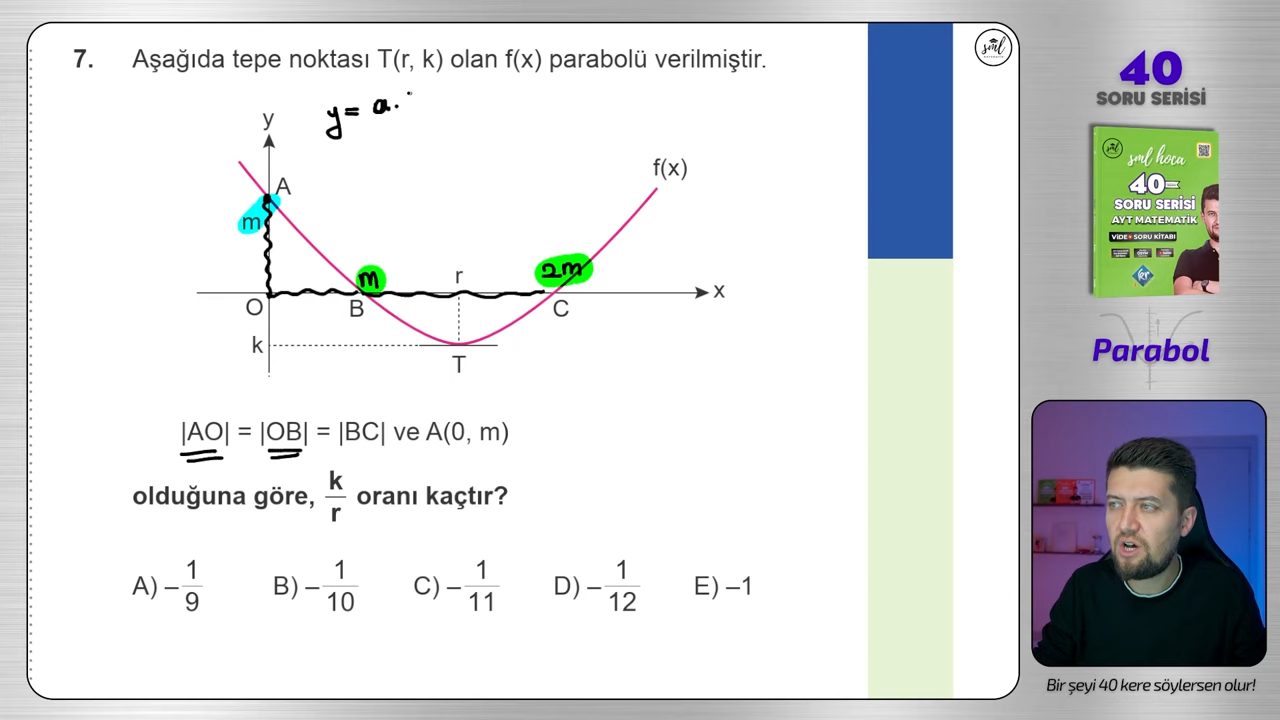 7. Aşağıda tepe noktası T(r, k) olan f(x) parabolü verilmiştir.
y = a.
y
A
m
f(x)
m
r
2m
O
B
C
x
k
T
|AO| = |OB| = |BC| ve A(0, m)
olduğuna göre, k/r oranı kaçtır?
A) –1/9 B) –1/10 C) –1/11 D) –1/12 E) –1
sml
40
SORU SERİSİ
sml hoca
40
SORU SERİSİ
AYT MATEMATİK
VİDEO SORU KİTABI
Parabol
Bir şeyi 40 kere söylersen olur!